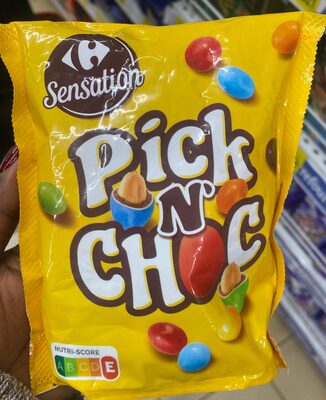 Sensation
Pick
N'
CHOC
NUTRI-SCORE
A B C D E